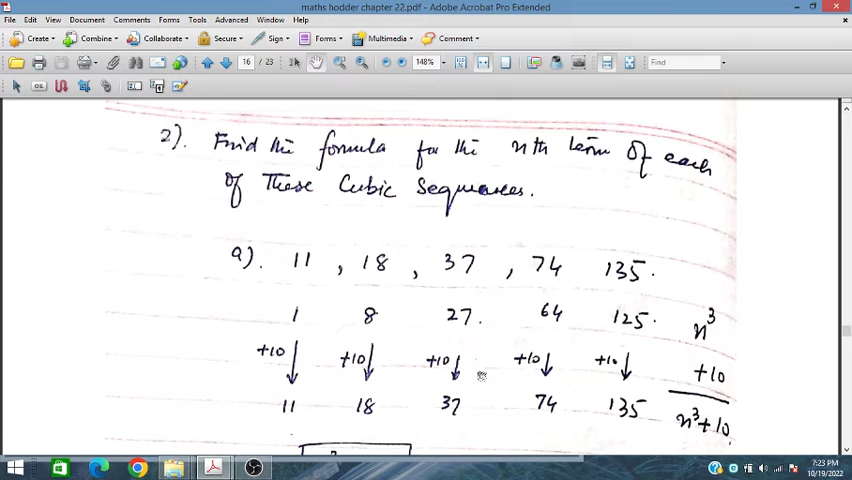 maths hodder chapter 22.pdf - Adobe Acrobat Pro Extended
File Edit View Document Comments Forms Tools Advanced Window Help
Create Combine Collaborate Secure Sign Forms Multimedia Comment
16 / 23 148% Find
2). Find the formula for the nth term of each
of These Cubic Sequences.
a). 11 , 18 , 37 , 74 135.
1 8 27. 64 125. n³
+10 +10 +10 +10 +10 +10
11 18 37 74 135 n³+10
7:23 PM
10/19/2022